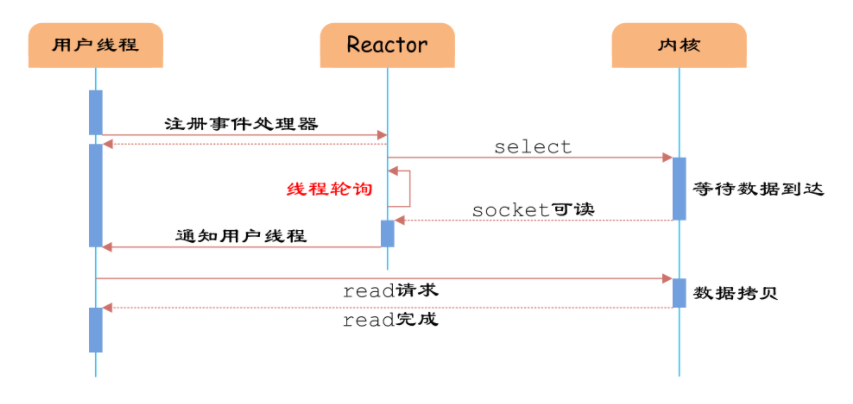 用户线程
Reactor
内核
注册事件处理器
select
线程轮询
等待数据到达
socket可读
通知用户线程
read请求
数据拷贝
read完成